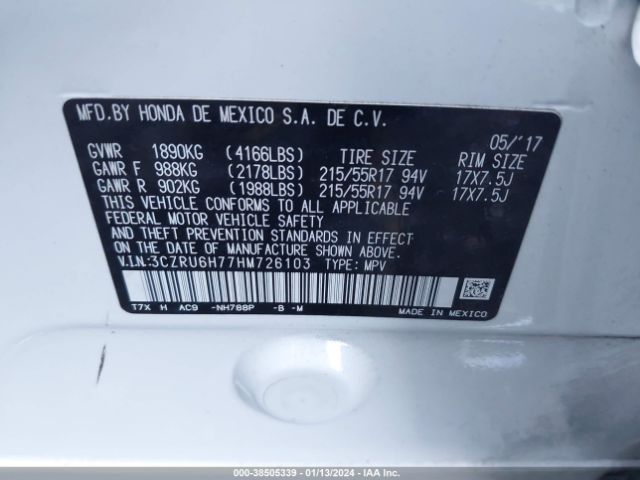 MFD.BY HONDA DE MEXICO S.A. DE C.V.
05/'17
GVWR 1890KG (4166LBS) TIRE SIZE RIM SIZE
GAWR F 988KG (2178LBS) 215/55R17 94V 17X7.5J
GAWR R 902KG (1988LBS) 215/55R17 94V 17X7.5J
THIS VEHICLE CONFORMS TO ALL APPLICABLE
FEDERAL MOTOR VEHICLE SAFETY
AND THEFT PREVENTION STANDARDS IN EFFECT
ON THE DATE OF MANUFACTURE SHOWN ABOVE.
V.I.N.:3CZRU6H77HM726103 TYPE: MPV
T7X H AC9 -NH788P -B -M
MADE IN MEXICO
000-38505339 - 01/13/2024 - IAA Inc.